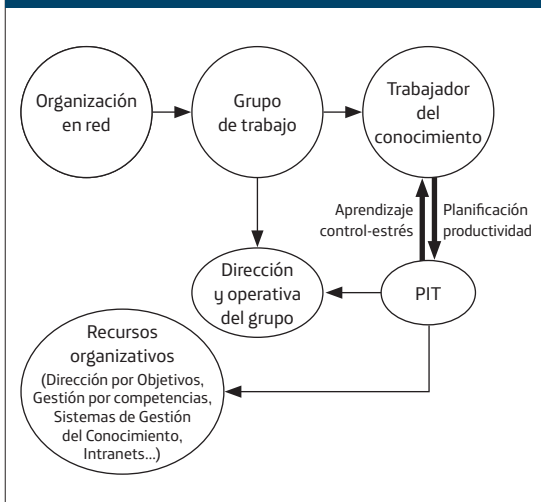 Organización
en red
Grupo
de trabajo
Trabajador
del
conocimiento
Aprendizaje
control-estrés
Planificación
productividad
Dirección
y operativa
del grupo
PIT
Recursos
organizativos
(Dirección por Objetivos,
Gestión por competencias,
Sistemas de Gestión
del Conocimiento,
Intranets...)